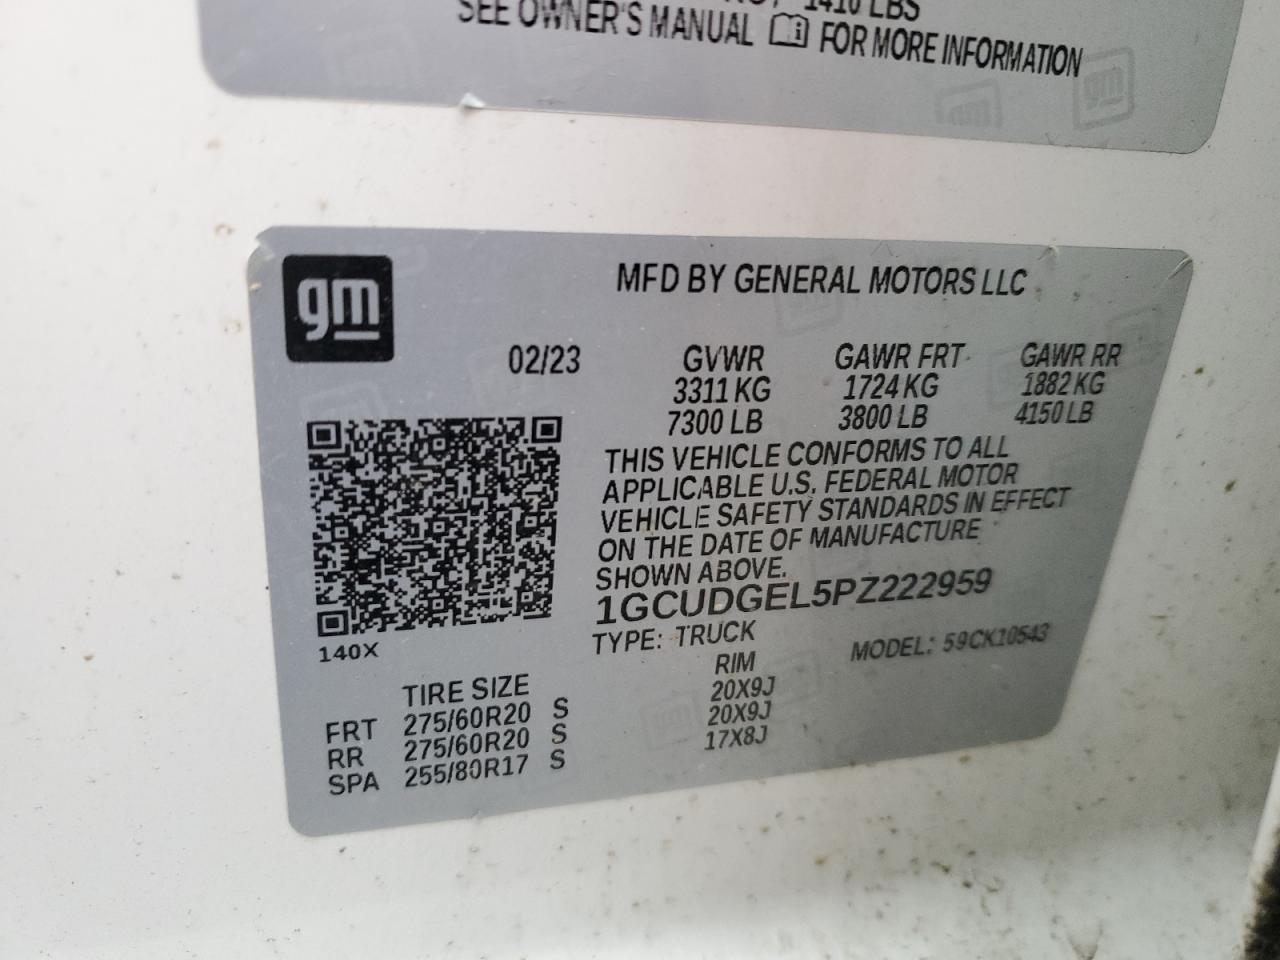 1410 LBS
SEE OWNER'S MANUAL FOR MORE INFORMATION
gm
MFD BY GENERAL MOTORS LLC
02/23 GVWR GAWR FRT GAWR RR
3311 KG 1724 KG 1882 KG
7300 LB 3800 LB 4150 LB
THIS VEHICLE CONFORMS TO ALL
APPLICABLE U.S. FEDERAL MOTOR
VEHICLE SAFETY STANDARDS IN EFFECT
ON THE DATE OF MANUFACTURE
SHOWN ABOVE.
1GCUDGEL5PZ222959
TYPE: TRUCK MODEL: 59CK10543
140X
TIRE SIZE RIM
FRT 275/60R20 S 20X9J
RR 275/60R20 S 20X9J
SPA 255/80R17 S 17X8J